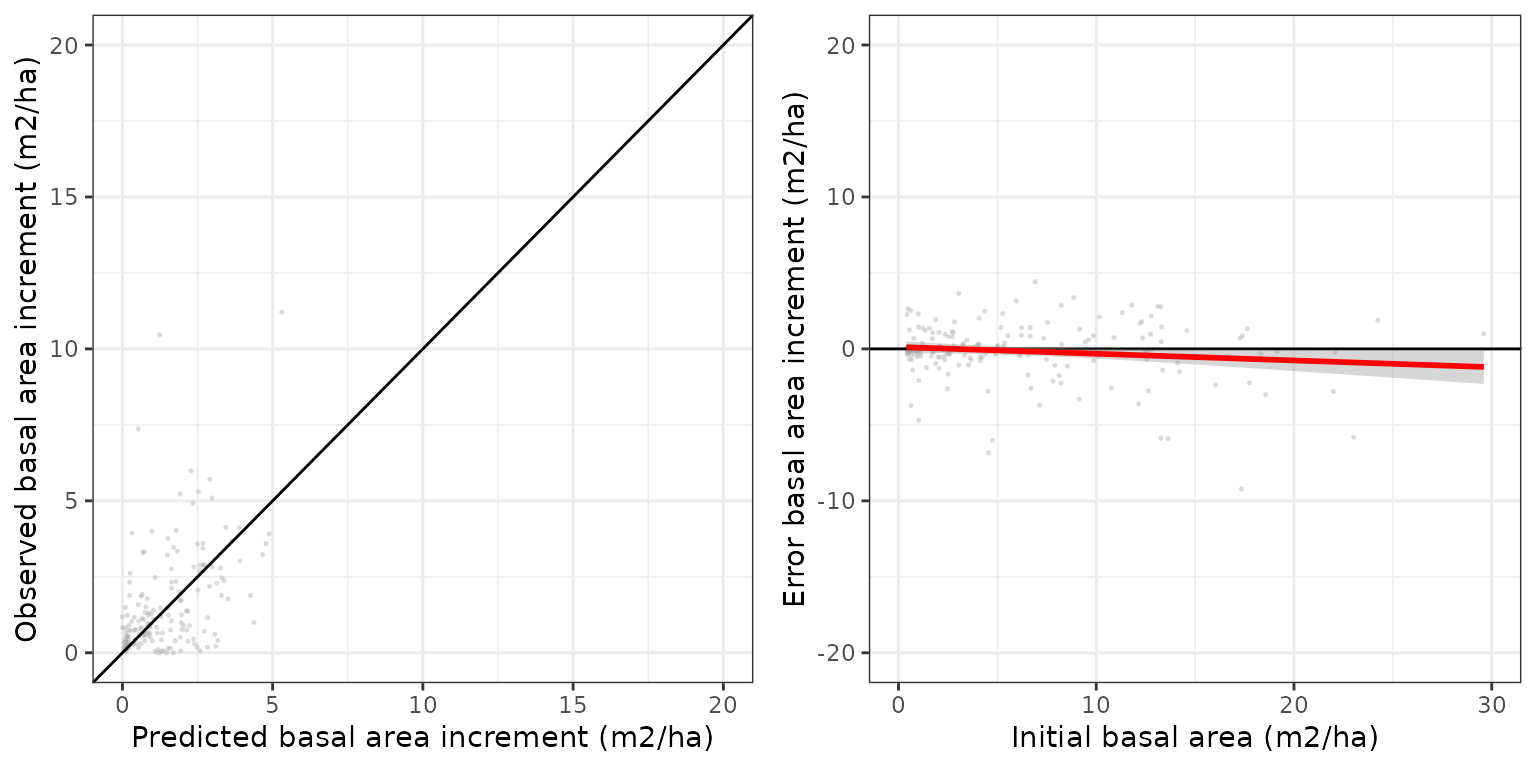 Observed basal area increment (m2/ha)
20
15
10
5
0
0 5 10 15 20
Predicted basal area increment (m2/ha)
Error basal area increment (m2/ha)
20
10
0
-10
-20
0 10 20 30
Initial basal area (m2/ha)